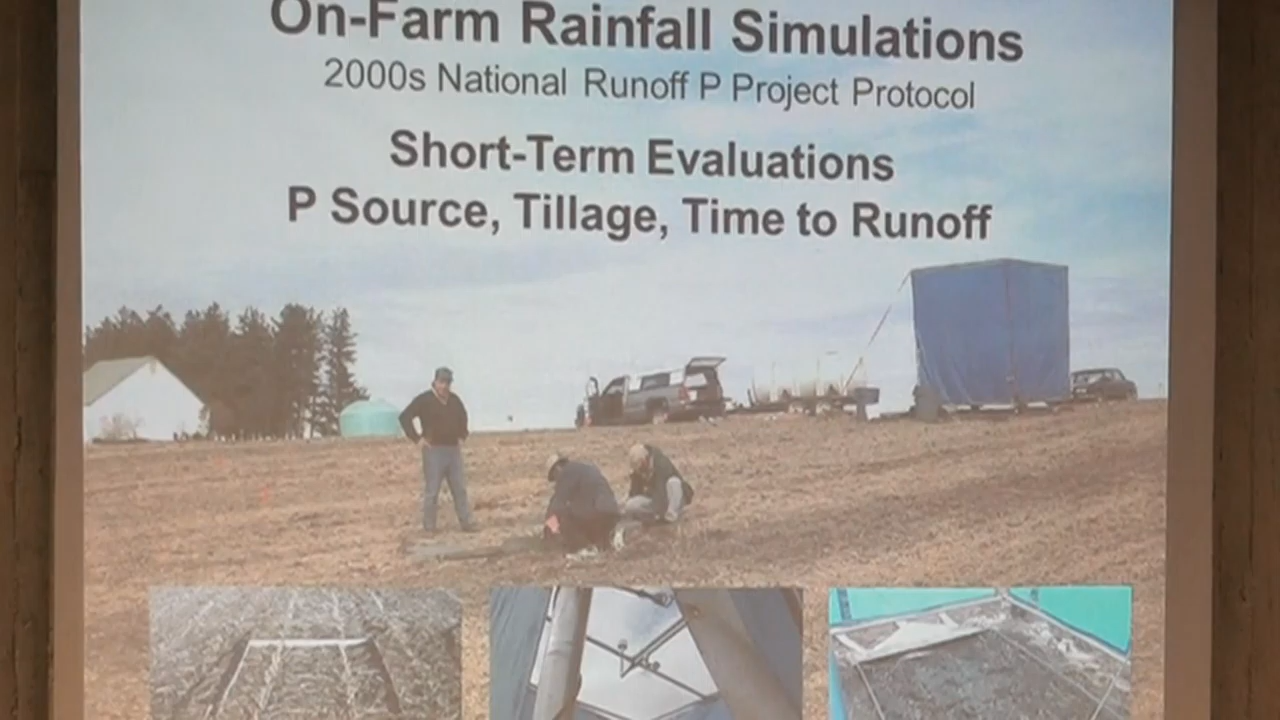 On-Farm Rainfall Simulations
2000s National Runoff P Project Protocol
Short-Term Evaluations
P Source, Tillage, Time to Runoff